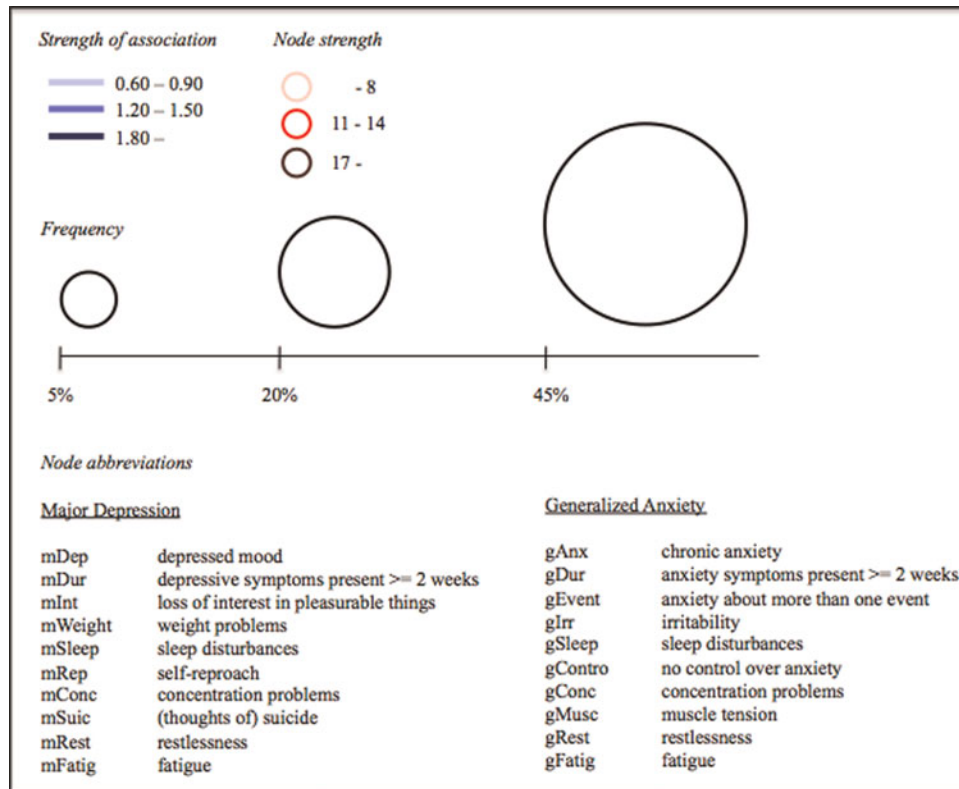 Strength of association
0.60 – 0.90
1.20 – 1.50
1.80 –
Node strength
- 8
11 - 14
17 -
Frequency
5% 20% 45%
Node abbreviations
Major Depression
mDep depressed mood
mDur depressive symptoms present >= 2 weeks
mInt loss of interest in pleasurable things
mWeight weight problems
mSleep sleep disturbances
mRep self-reproach
mConc concentration problems
mSuic (thoughts of) suicide
mRest restlessness
mFatig fatigue
Generalized Anxiety
gAnx chronic anxiety
gDur anxiety symptoms present >= 2 weeks
gEvent anxiety about more than one event
gIrr irritability
gSleep sleep disturbances
gContro no control over anxiety
gConc concentration problems
gMusc muscle tension
gRest restlessness
gFatig fatigue